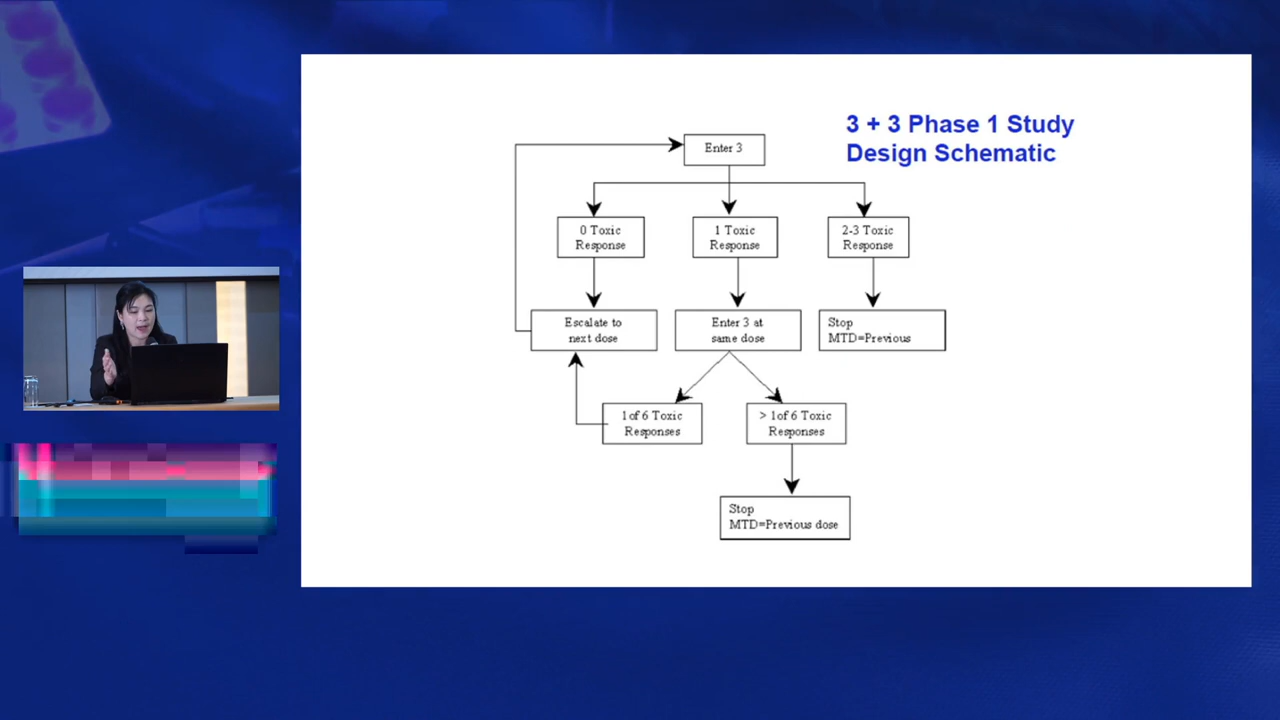 3 + 3 Phase 1 Study
Design Schematic
Enter 3
0 Toxic
Response
1 Toxic
Response
2-3 Toxic
Response
Escalate to
next dose
Enter 3 at
same dose
Stop
MTD=Previous
1of 6 Toxic
Responses
> 1of 6 Toxic
Responses
Stop
MTD=Previous dose